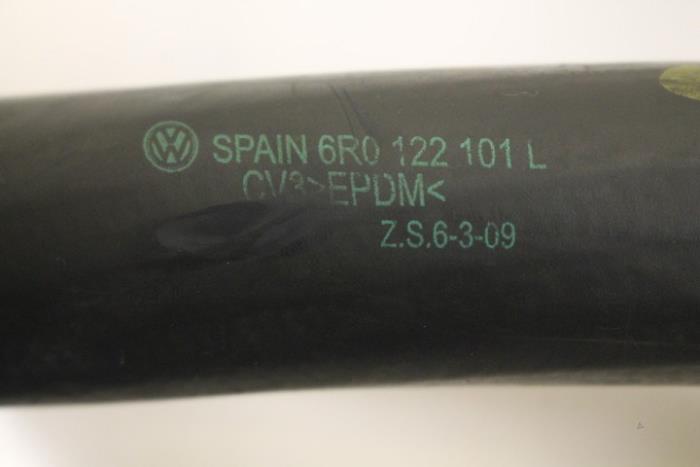 SPAIN 6R0 122 101 L
CV3>EPDM<
Z.S.6-3-09